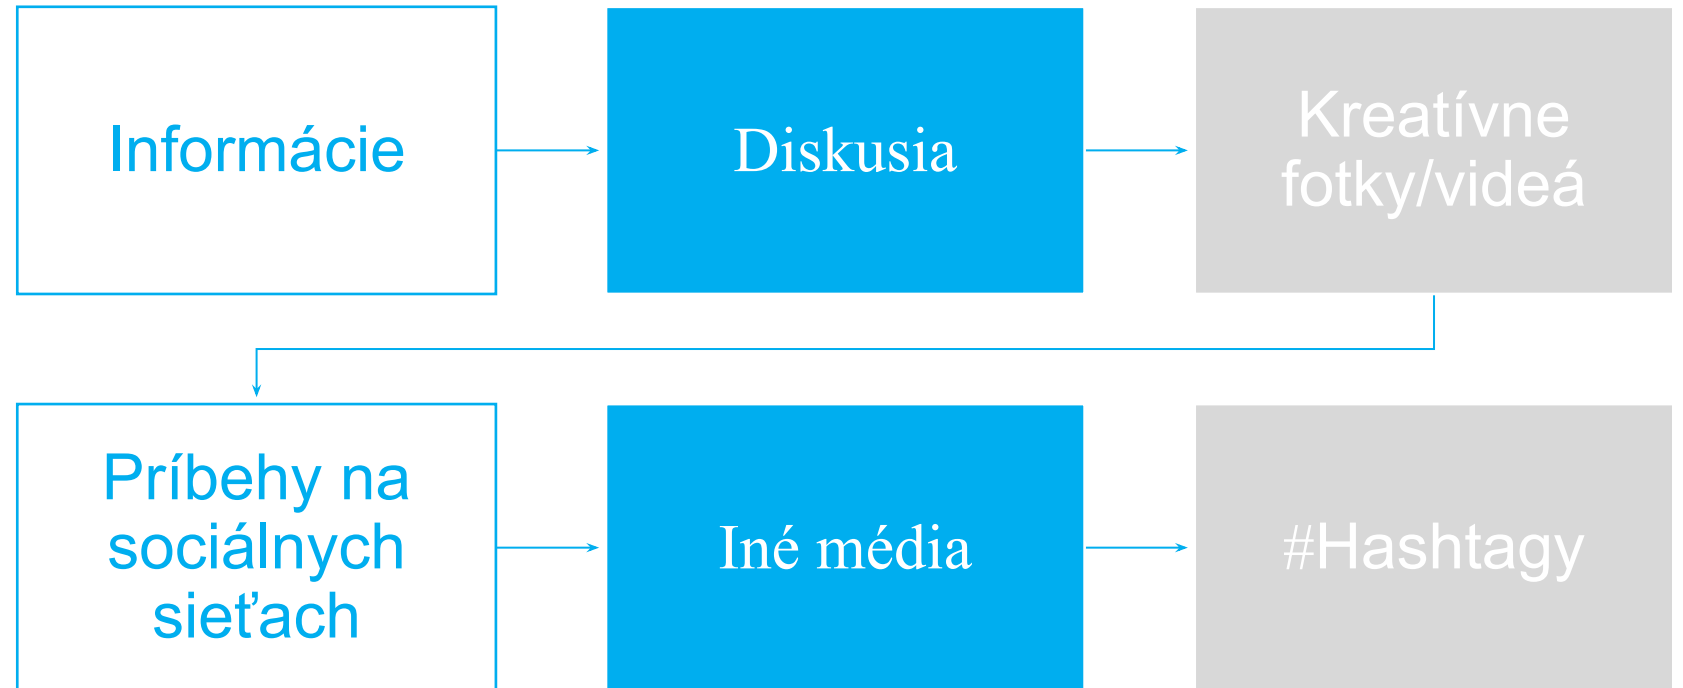 Informácie
Diskusia
Kreatívne
fotky/videá
Príbehy na
sociálnych
sieťach
Iné média
#Hashtagy